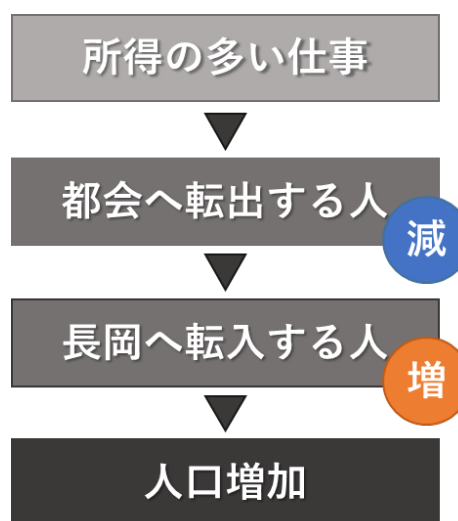 所得の多い仕事
都会へ転出する人
減
長岡へ転入する人
増
人口増加